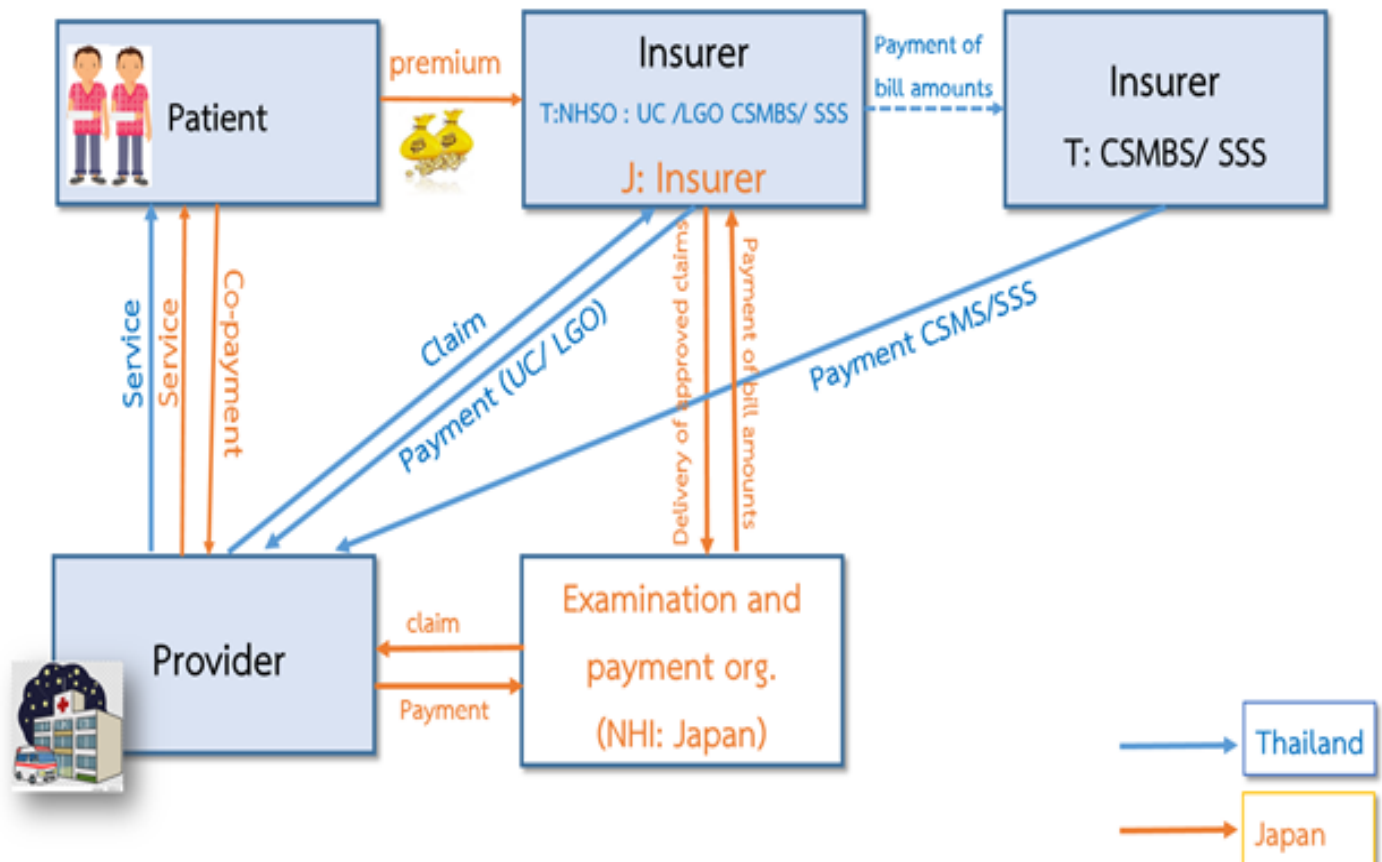 Patient
premium
Insurer
T:NHSO : UC /LGO CSMBS/ SSS
J: Insurer
Payment of
bill amounts
Insurer
T: CSMBS/ SSS
Service
Service
Co-payment
Claim
Payment (UC/ LGO)
Delivery of approved claims
Payment of bill amounts
Payment CSMS/SSS
Provider
claim
Payment
Examination and
payment org.
(NHI: Japan)
Thailand
Japan